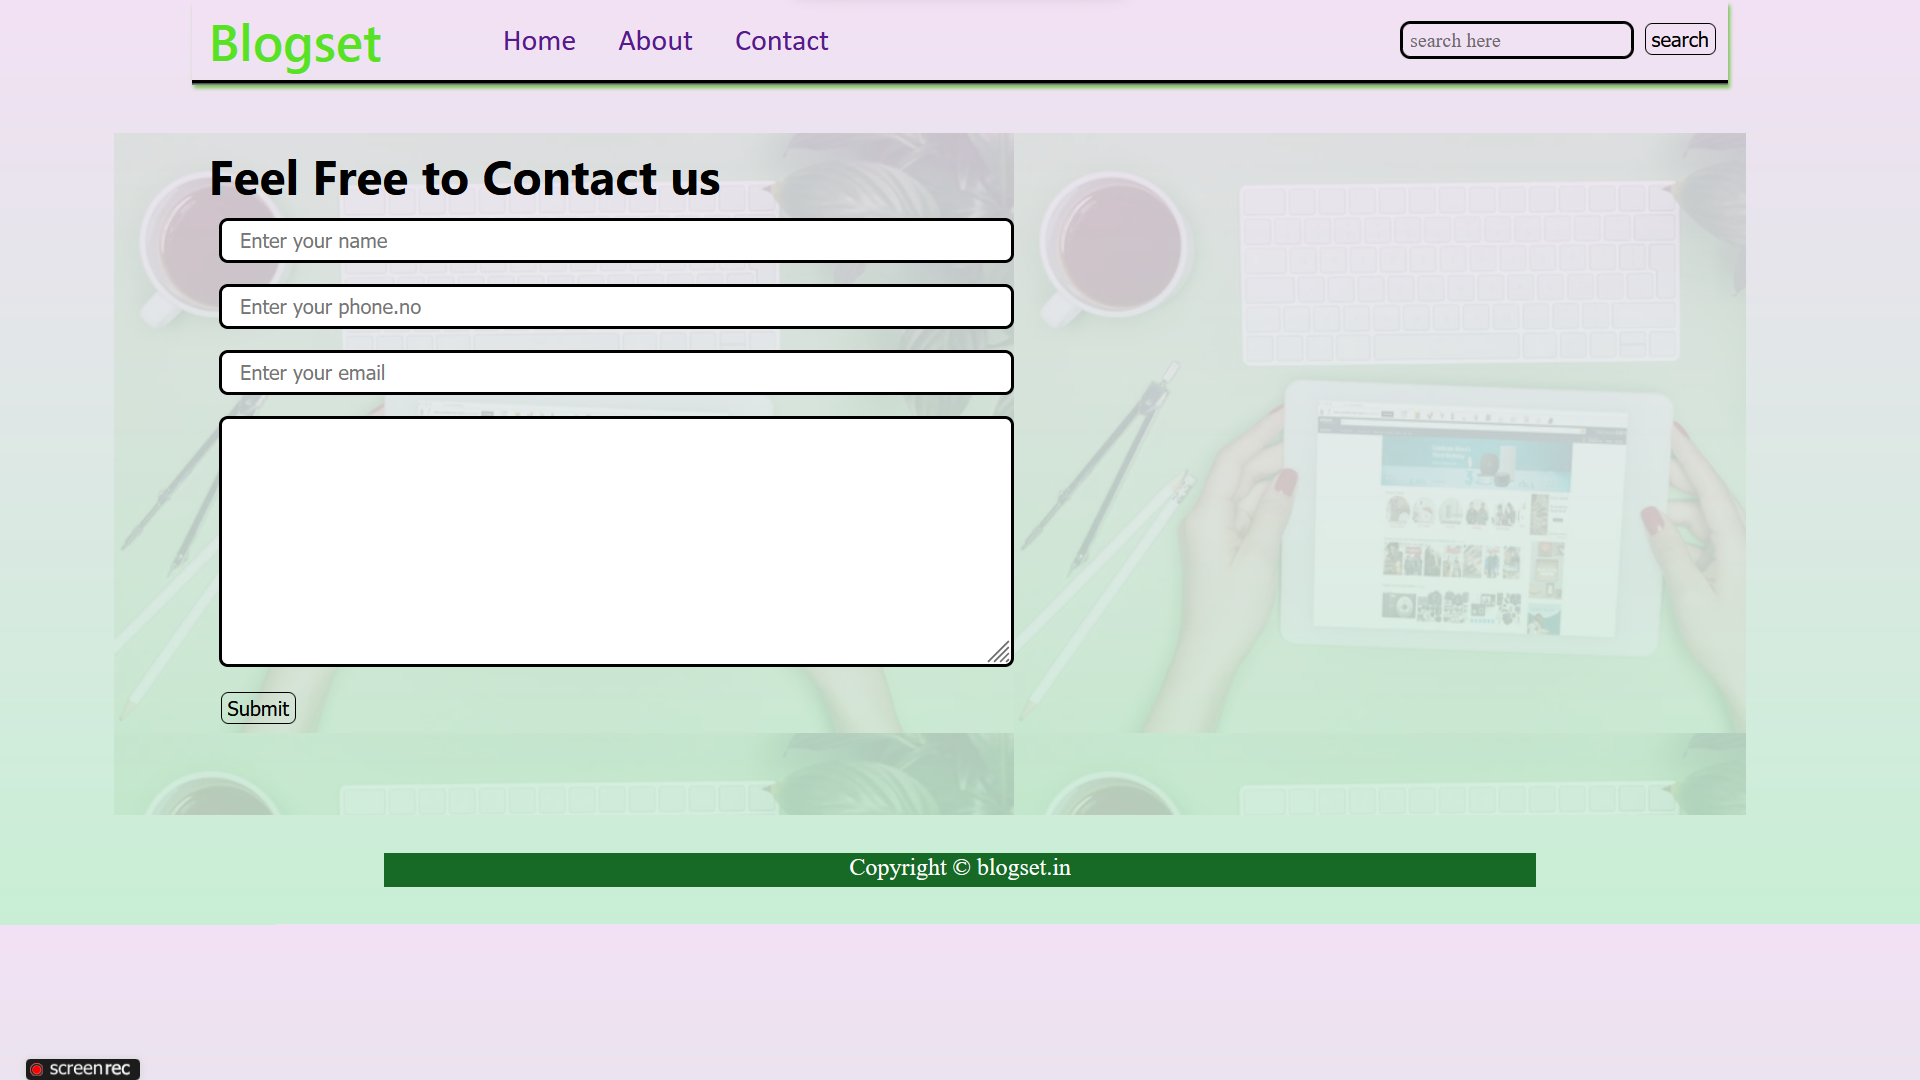 Blogset
Home
About
Contact
search here
search
Feel Free to Contact us
Enter your name
Enter your phone.no
Enter your email
Submit
Copyright © blogset.in
screenrec